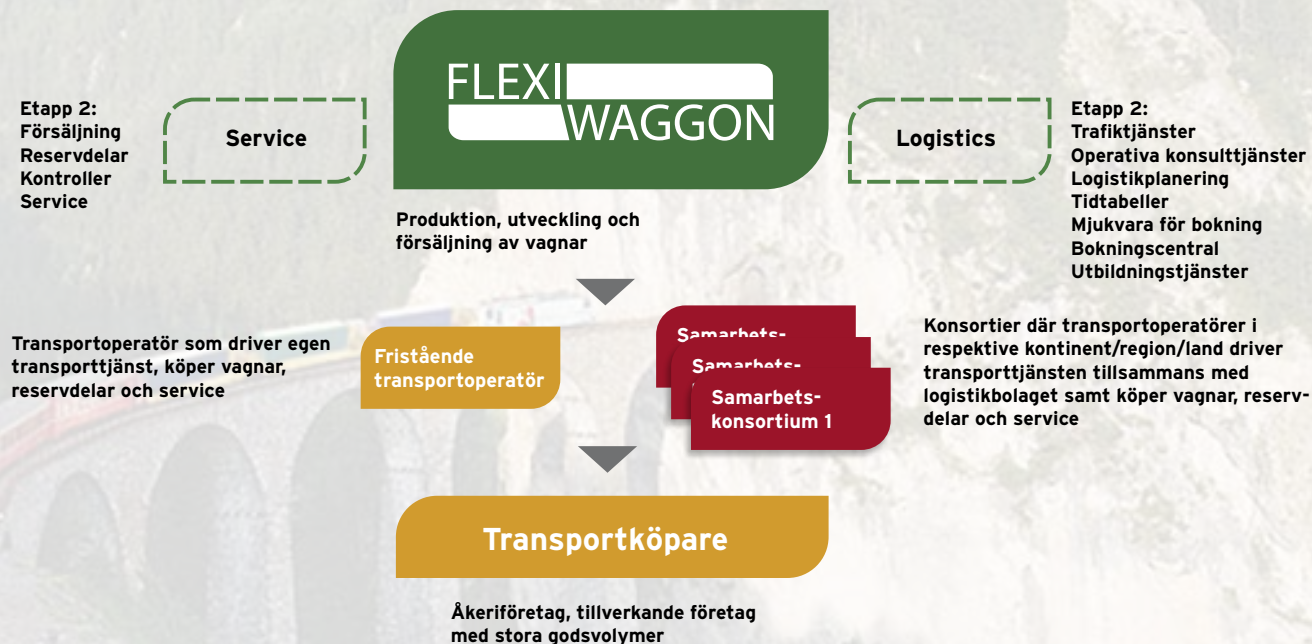 FLEXI
WAGGON
Etapp 2:
Försäljning
Reservdelar
Kontroller
Service
Service
Logistics
Etapp 2:
Trafiktjänster
Operativa konsulttjänster
Logistikplanering
Tidtabeller
Mjukvara för bokning
Bokningscentral
Utbildningstjänster
Produktion, utveckling och
försäljning av vagnar
Transportoperatör som driver egen
transporttjänst, köper vagnar,
reservdelar och service
Fristående
transportoperatör
Samarbets-
Samarbets-
Samarbets-
konsortium 1
Konsortier där transportoperatörer i
respektive kontinent/region/land driver
transporttjänsten tillsammans med
logistikbolaget samt köper vagnar, reserv-
delar och service
Transportköpare
Åkeriföretag, tillverkande företag
med stora godsvolymer